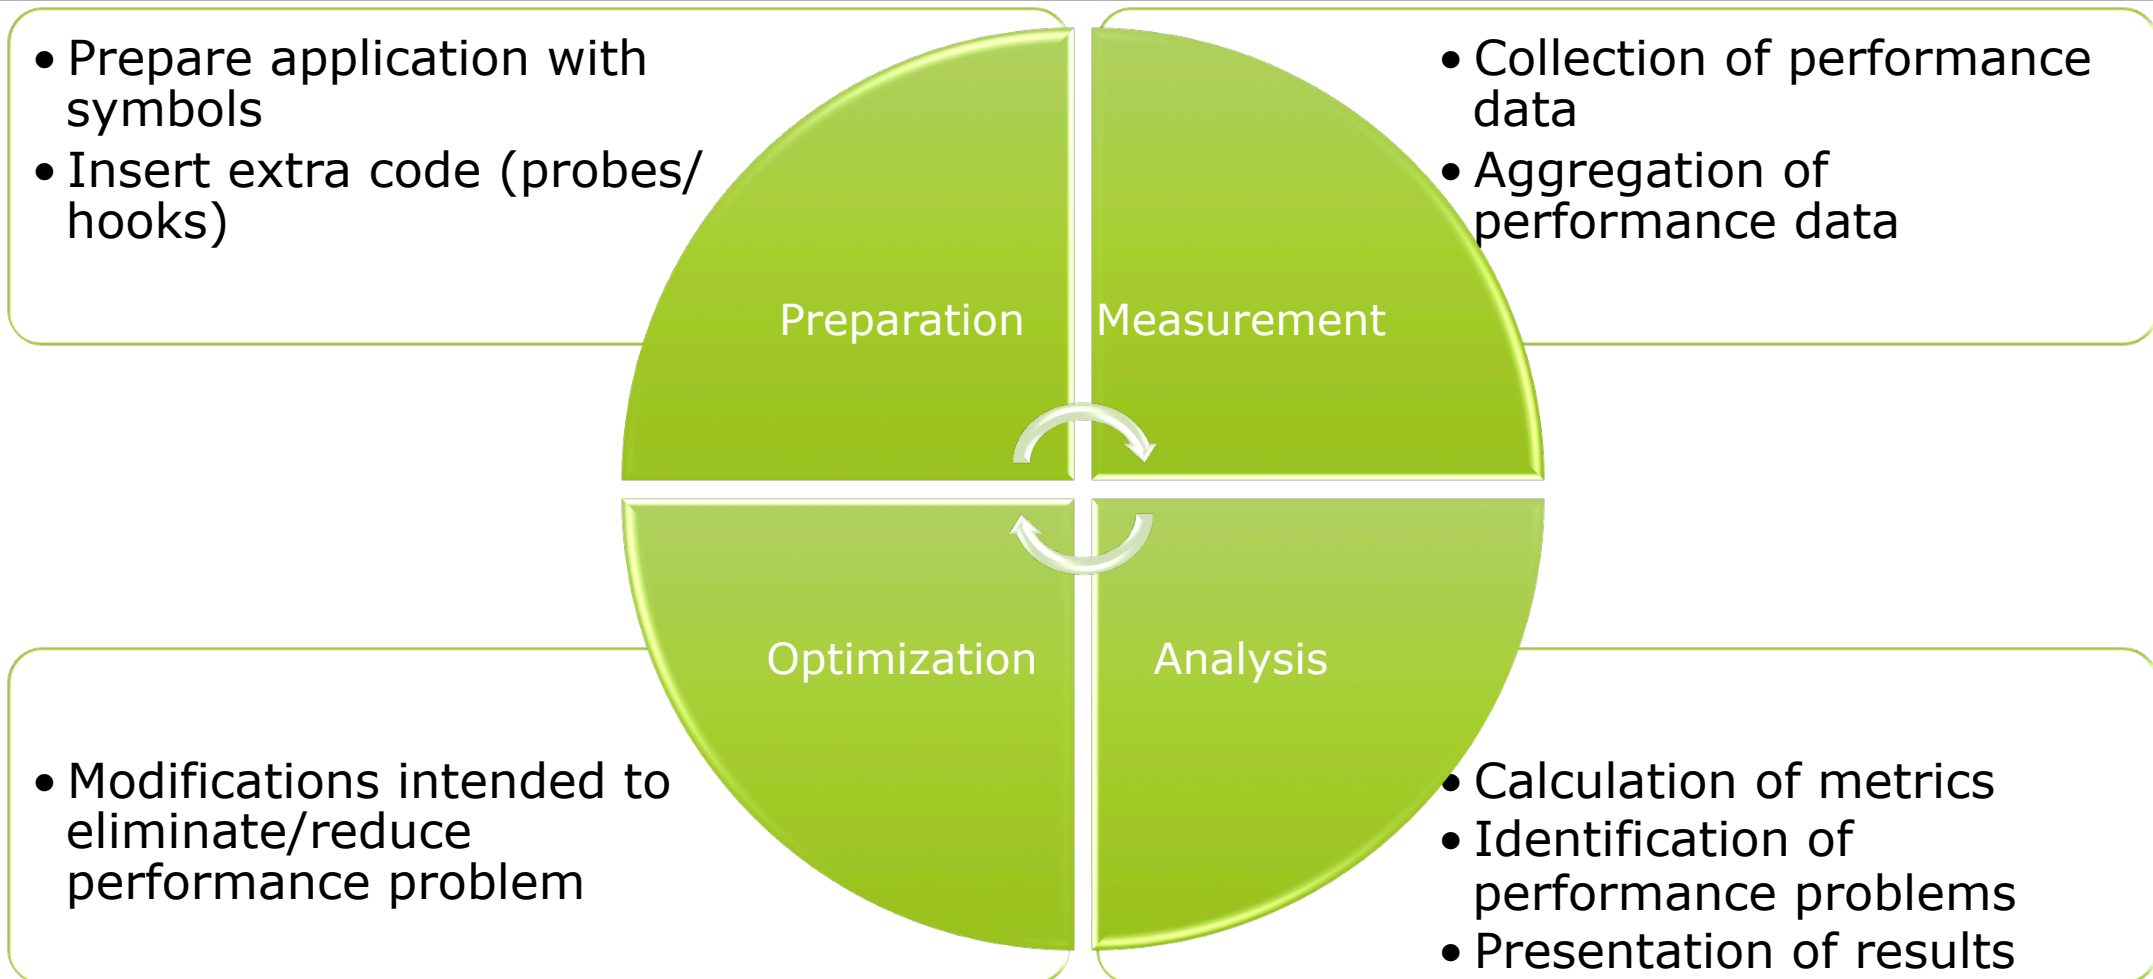 • Prepare application with
symbols
• Insert extra code (probes/
hooks)
Preparation
• Collection of performance
data
• Aggregation of
performance data
Measurement
Optimization
• Modifications intended to
eliminate/reduce
performance problem
Analysis
• Calculation of metrics
• Identification of
performance problems
• Presentation of results